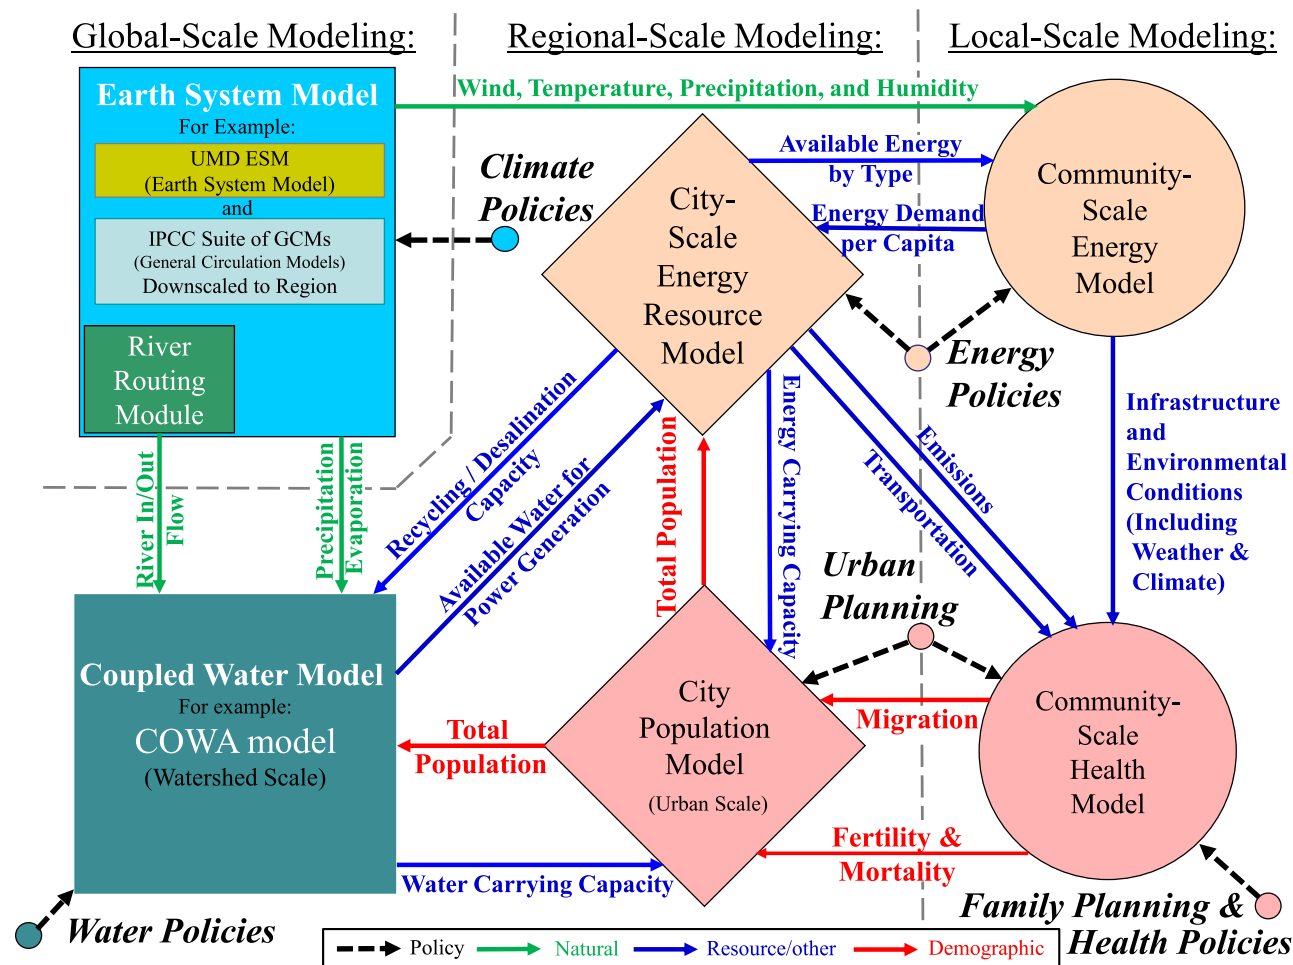 Global-Scale Modeling:
Regional-Scale Modeling:
Local-Scale Modeling:
Earth System Model
For Example:
UMD ESM
(Earth System Model)
and
IPCC Suite of GCMs
(General Circulation Models)
Downscaled to Region
River
Routing
Module
Wind, Temperature, Precipitation, and Humidity
Climate
Policies
City-
Scale
Energy
Resource
Model
Available Energy
by Type
Energy Demand
per Capita
Community-
Scale
Energy
Model
Energy
Policies
River In/Out
Flow
Precipitation
Evaporation
Recycling / Desalination
Capacity
Available Water for
Power Generation
Total Population
Energy Carrying Capacity
Emissions
Transportation
Infrastructure
and
Environmental
Conditions
(Including
Weather &
Climate)
Urban
Planning
Coupled Water Model
For example:
COWA model
(Watershed Scale)
Total
Population
City
Population
Model
(Urban Scale)
Migration
Community-
Scale
Health
Model
Fertility &
Mortality
Water Carrying Capacity
Water Policies
Family Planning &
Health Policies
Policy
Natural
Resource/other
Demographic